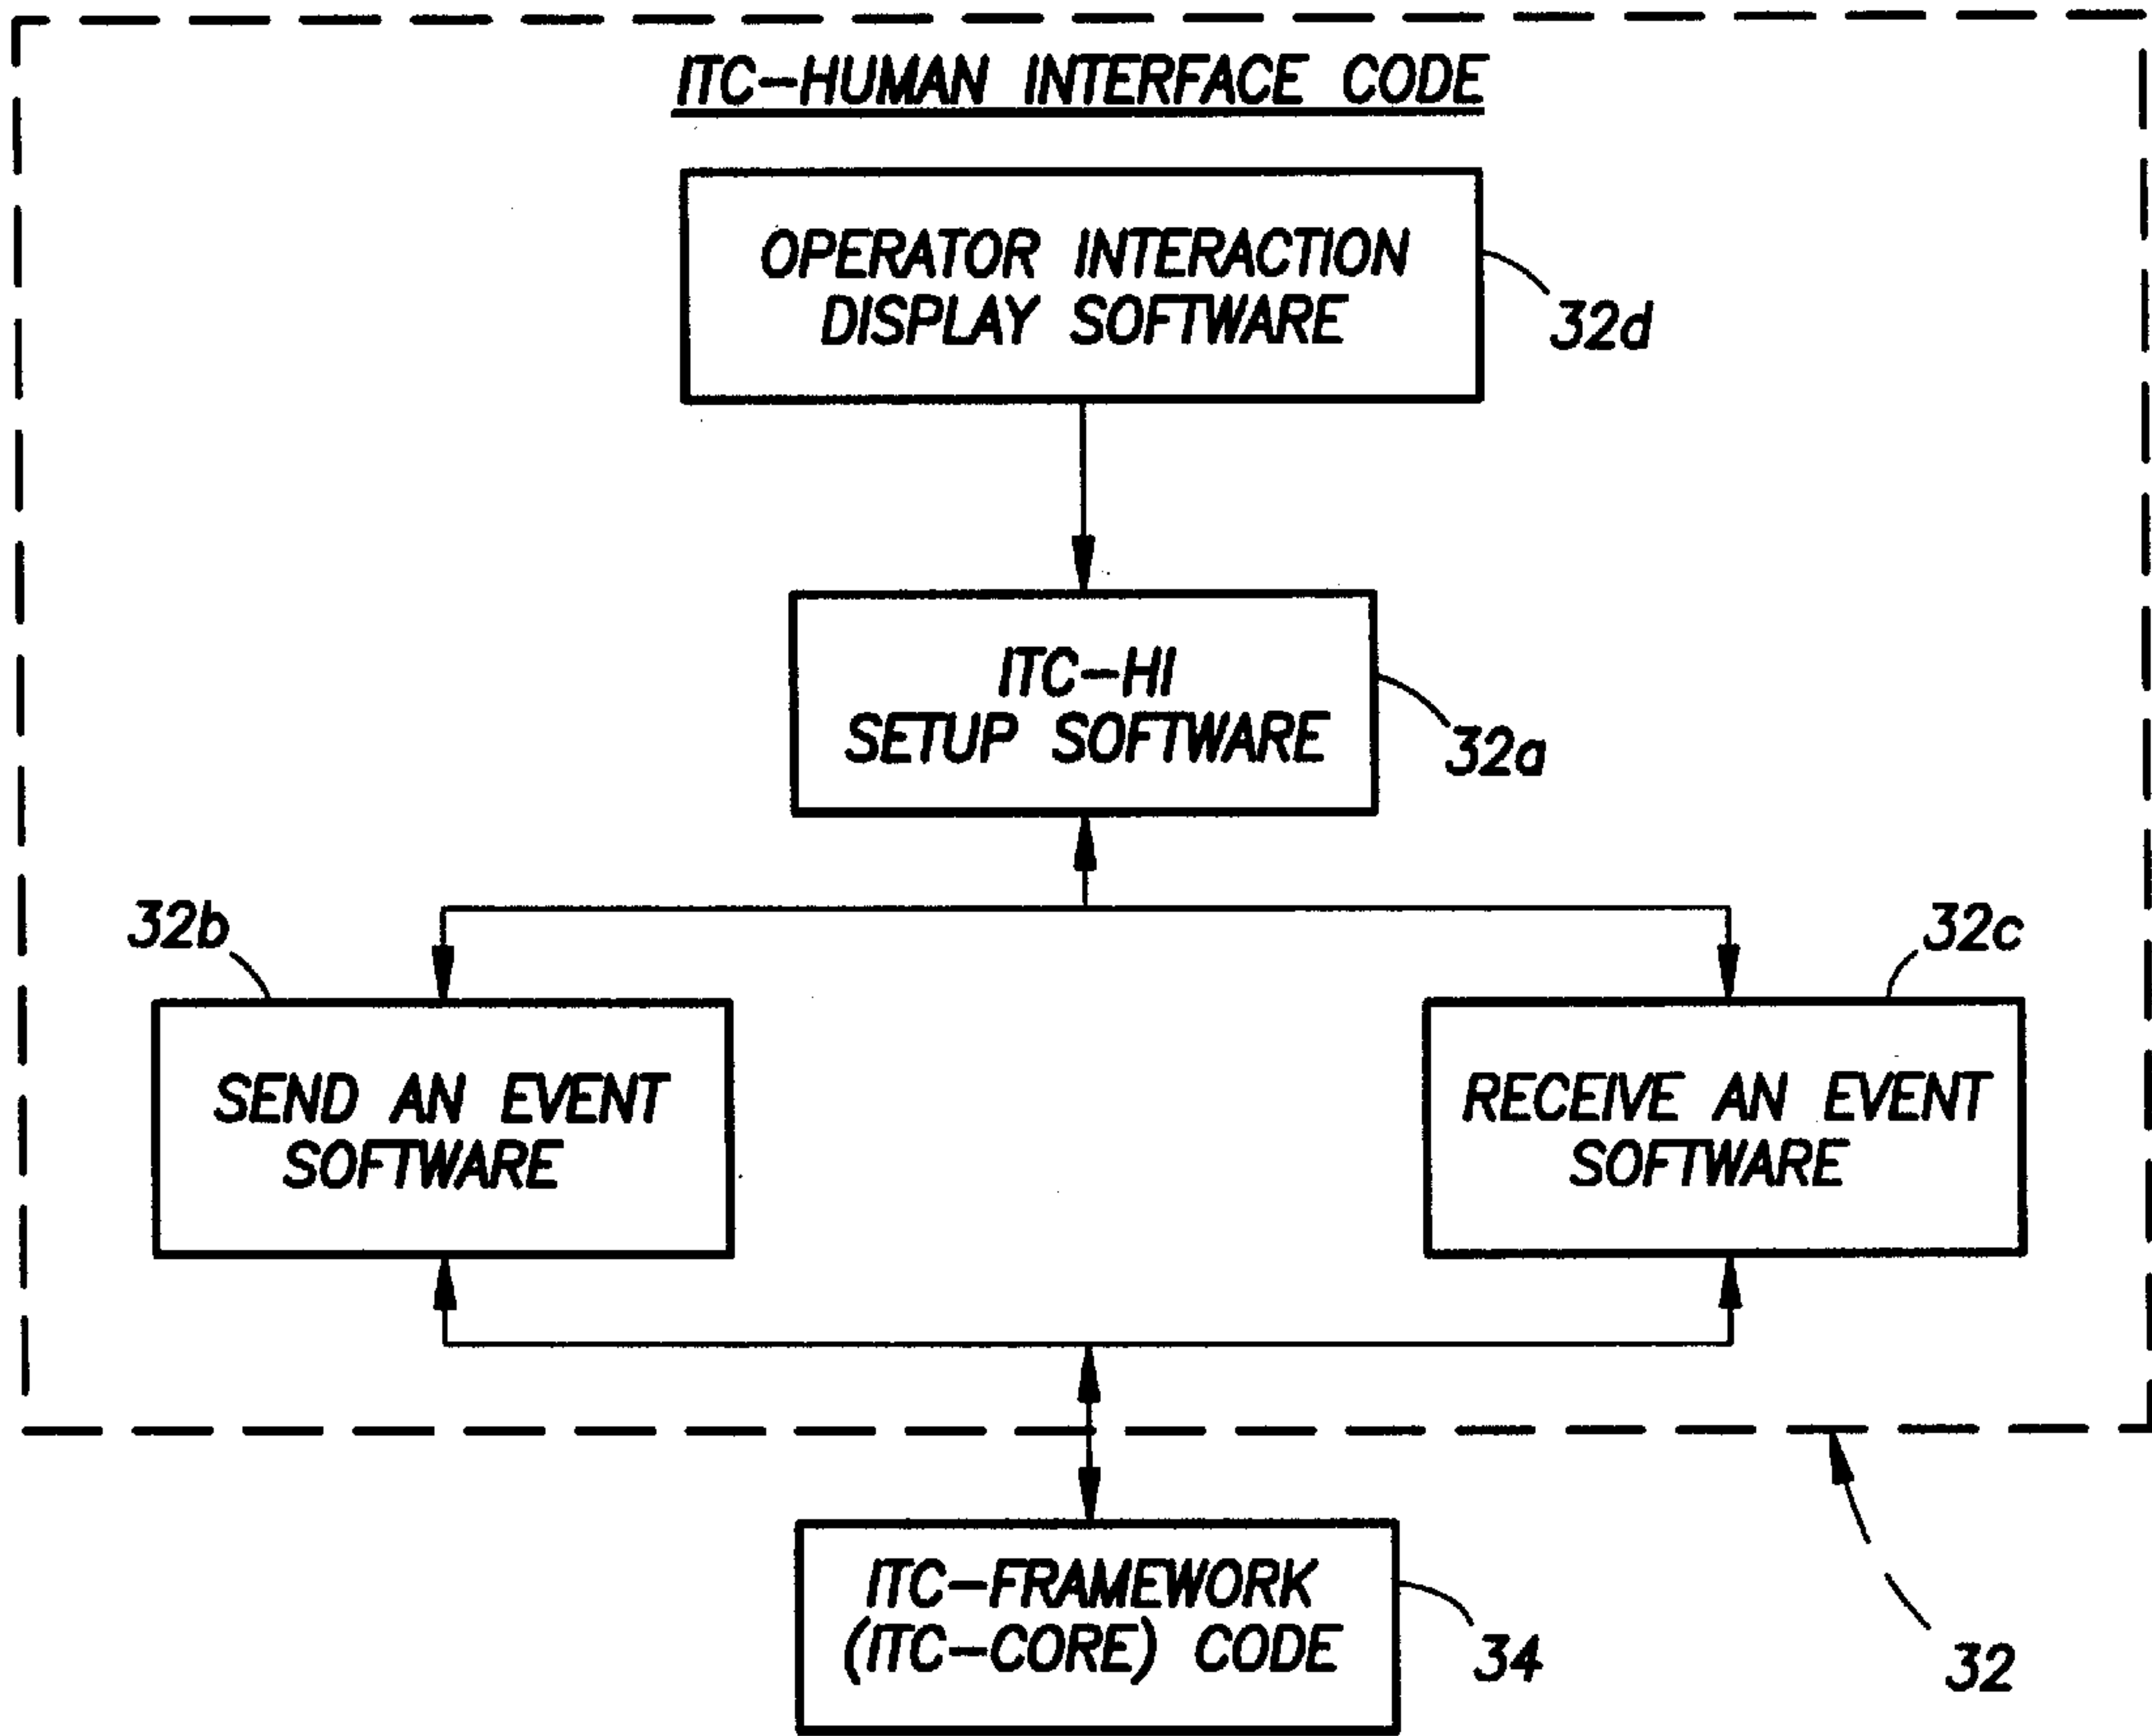 ITC-HUMAN INTERFACE CODE
OPERATOR INTERACTION
DISPLAY SOFTWARE
32d
ITC-HI
SETUP SOFTWARE
32a
32b
32c
SEND AN EVENT
SOFTWARE
RECEIVE AN EVENT
SOFTWARE
ITC-FRAMEWORK
(ITC-CORE) CODE
34
32